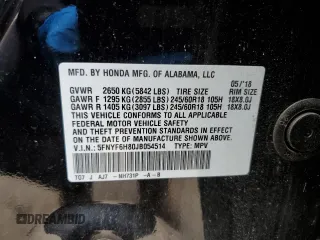 MFD. BY HONDA MFG. OF ALABAMA, LLC
05/'18
GVWR 2650 KG(5842 LBS) TIRE SIZE RIM SIZE
GAWR F 1295 KG(2855 LBS) 245/60R18 105H 18X8.0J
GAWR R 1405 KG(3097 LBS) 245/60R18 105H 18X8.0J
THIS VEHICLE CONFORMS TO ALL APPLICABLE
FEDERAL MOTOR VEHICLE SAFETY AND
THEFT PREVENTION STANDARDS IN EFFECT
ON THE DATE OF MANUFACTURE SHOWN ABOVE.
V.I.N: 5FNYF6H80JB054514 TYPE: MPV
TG7 J AJ7 -NH731P -A -B